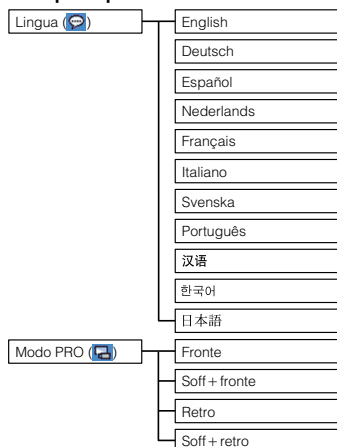 Lingua ()
English
Deutsch
Español
Nederlands
Français
Italiano
Svenska
Português
汉语
한국어
日本語
Modo PRO ()
Fronte
Soff+fronte
Retro
Soff+retro